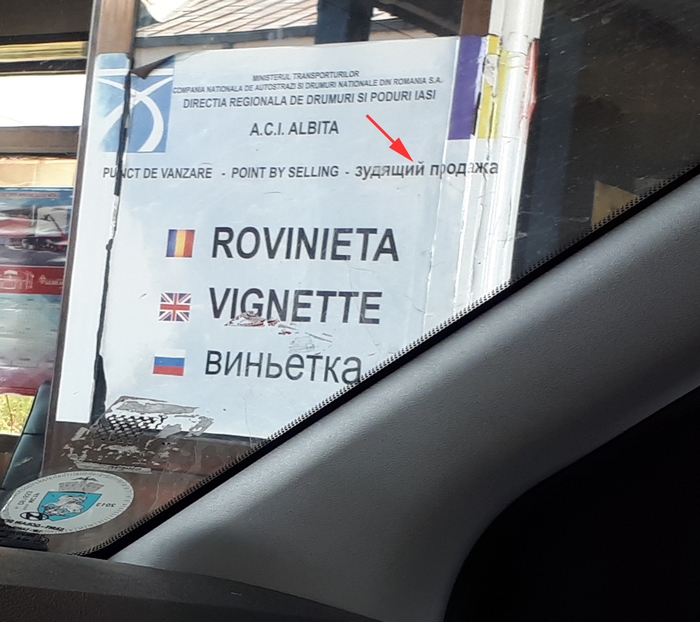 MINISTERUL TRANSPORTURILOR
COMPANIA NATIONALA DE AUTOSTRAZI SI DRUMURI NATIONALE DIN ROMANIA S.A.
DIRECTIA REGIONALA DE DRUMURI SI PODURI IASI
A.C.I. ALBITA
PUNCT DE VANZARE - POINT BY SELLING - зудящий продажа
ROVINIETA
VIGNETTE
виньетка